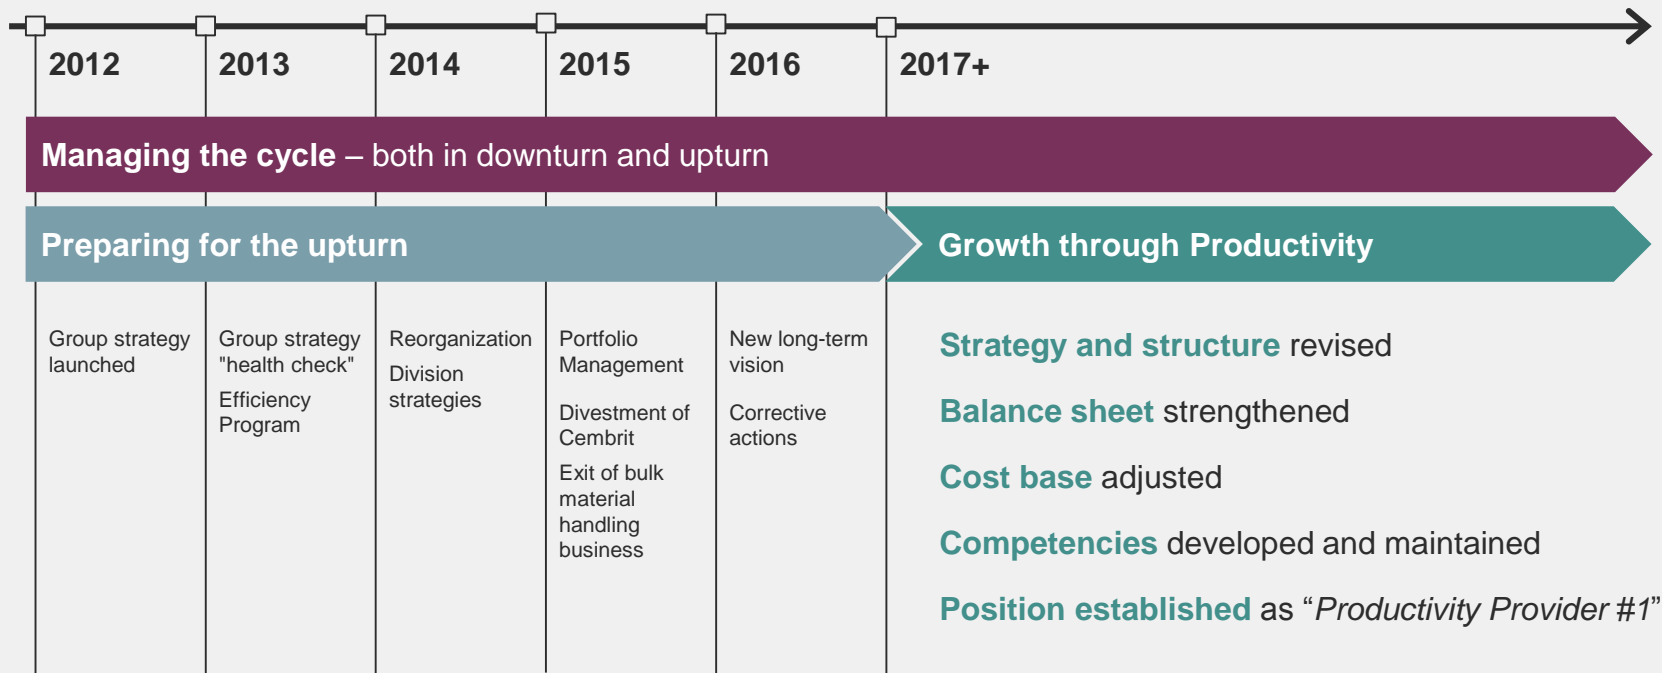 2012
2013
2014
2015
2016
2017+
Managing the cycle – both in downturn and upturn
Preparing for the upturn
Growth through Productivity
Group strategy
launched
Group strategy
"health check"
Efficiency
Program
Reorganization
Division
strategies
Portfolio
Management
Divestment of
Cembrit
Exit of bulk
material
handling
business
New long-term
vision
Corrective
actions
Strategy and structure revised
Balance sheet strengthened
Cost base adjusted
Competencies developed and maintained
Position established as “Productivity Provider #1”